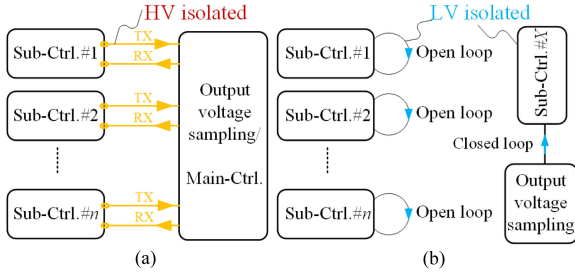 HV isolated
LV isolated
Sub-Ctrl.#1
TX
RX
Sub-Ctrl.#2
TX
RX
Sub-Ctrl.#n
TX
RX
Output
voltage
sampling/
Main-Ctrl.
(a)
Sub-Ctrl.#1
Open loop
Sub-Ctrl.#2
Open loop
Sub-Ctrl.#n
Open loop
Sub-Ctrl.#X
Closed loop
Output
voltage
sampling
(b)